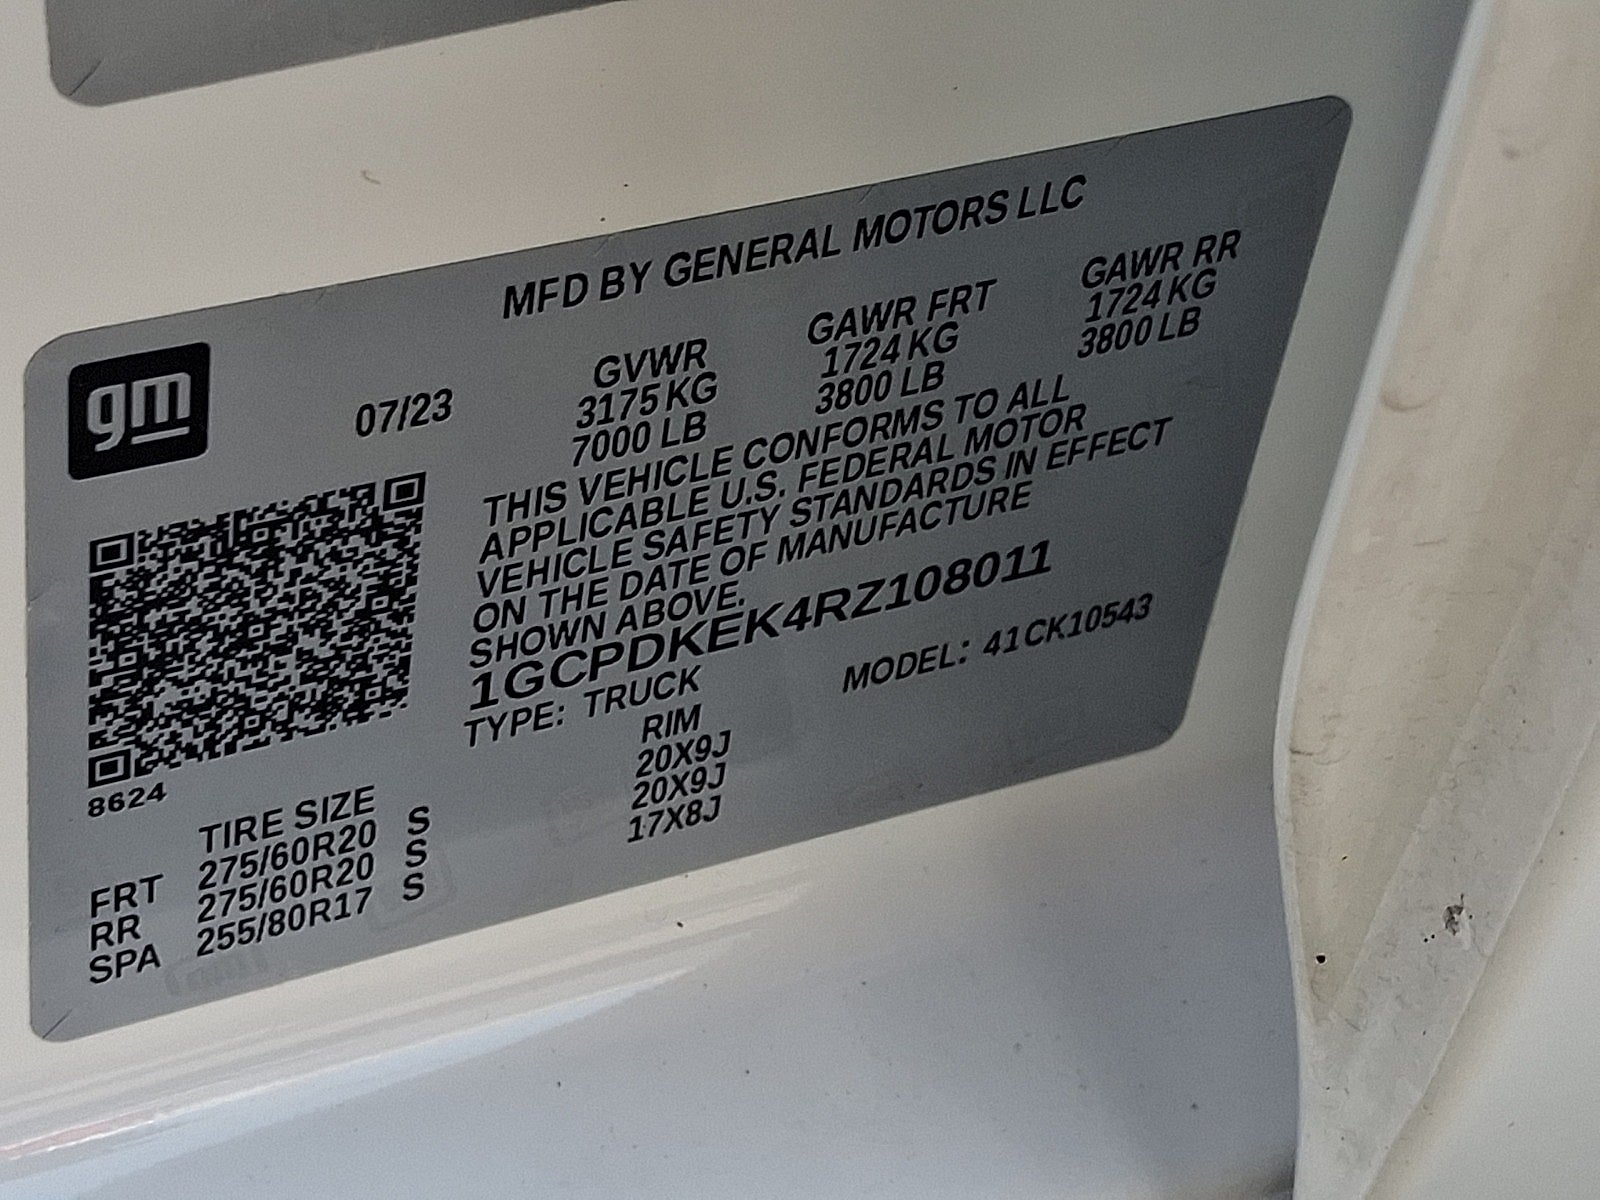 MFD BY GENERAL MOTORS LLC
gm
07/23
GVWR GAWR FRT GAWR RR
3175 KG 1724 KG 1724 KG
7000 LB 3800 LB 3800 LB
THIS VEHICLE CONFORMS TO ALL
APPLICABLE U.S. FEDERAL MOTOR
VEHICLE SAFETY STANDARDS IN EFFECT
ON THE DATE OF MANUFACTURE
SHOWN ABOVE.
1GCPDKEK4RZ108011
TYPE: TRUCK MODEL: 41CK10543
8624
TIRE SIZE RIM
FRT 275/60R20 S 20X9J
RR 275/60R20 S 20X9J
SPA 255/80R17 S 17X8J